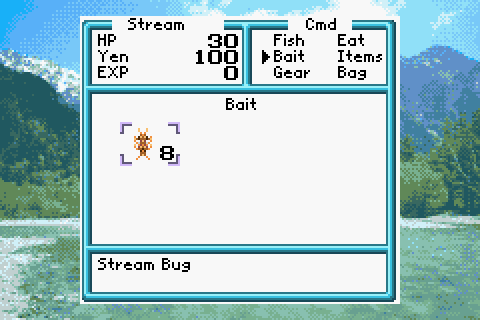 Stream
HP 30
Yen 100
EXP 0
Cmd
Fish Eat
Bait Items
Gear Bag
Bait
8
Stream Bug